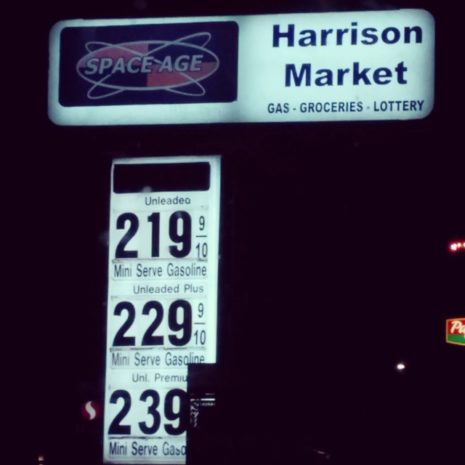 SPACE AGE
Harrison
Market
GAS - GROCERIES - LOTTERY
Unleaded
219 9/10
Mini Serve Gasoline
Unleaded Plus
229 9/10
Mini Serve Gasoline
Unl. Premiu
239
Mini Serve Gaso